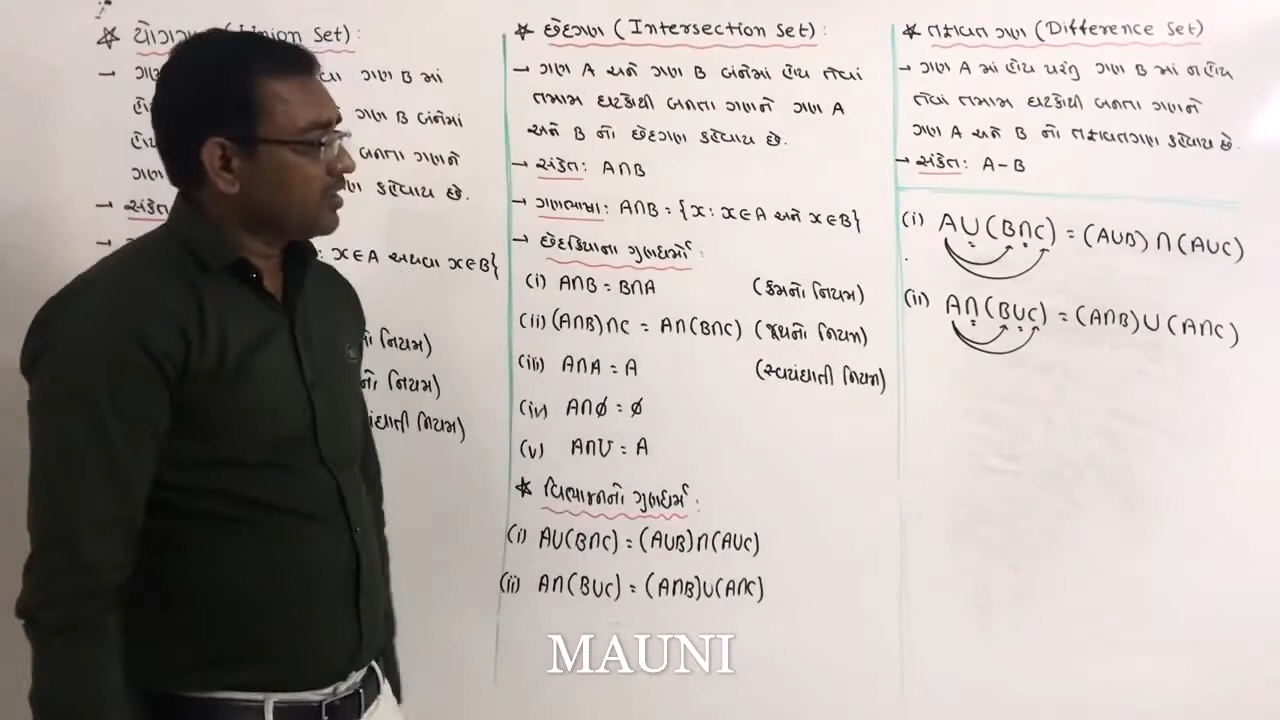 ☆ યોગગણ (Union Set):
→ ગણ ગણ B માં
ગણ B બંનેમાં
બનતા ગણને
ગણ કહેવાય છે.
→ સંકેત
: x∈A અથવા x∈B}
નિયમ)
નિયમ)
નિયમ)
☆ છેદગણ (Intersection Set):
→ ગણ A અને ગણ B બંનેમાં હોય તેવાં
તમામ ઘટકોથી બનતા ગણને ગણ A
અને B નો છેદગણ કહેવાય છે.
→ સંકેત: A∩B
→ ગણભાષા: A∩B = {x: x∈A અને x∈B}
→ છેદક્રિયાના ગુણધર્મો:
(i) A∩B = B∩A (ક્રમનો નિયમ)
(ii) (A∩B)∩C = A∩(B∩C) (જૂથનો નિયમ)
(iii) A∩A = A (સ્વયંઘાતી નિયમ)
(iv) A∩ϕ = ϕ
(v) A∩U = A
☆ વિભાજનનો ગુણધર્મ:
(i) A∪(B∩C) = (A∪B)∩(A∪C)
(ii) A∩(B∪C) = (A∩B)∪(A∩C)
☆ તફાવત ગણ (Difference Set):
→ ગણ A માં હોય પરંતુ ગણ B માં ન હોય
તેવાં તમામ ઘટકોથી બનતા ગણને
ગણ A અને B નો તફાવતગણ કહેવાય છે.
→ સંકેત: A-B
(i) A∪(B∩C) = (A∪B)∩(A∪C)
(ii) A∩(B∪C) = (A∩B)∪(A∩C)
MAUNI